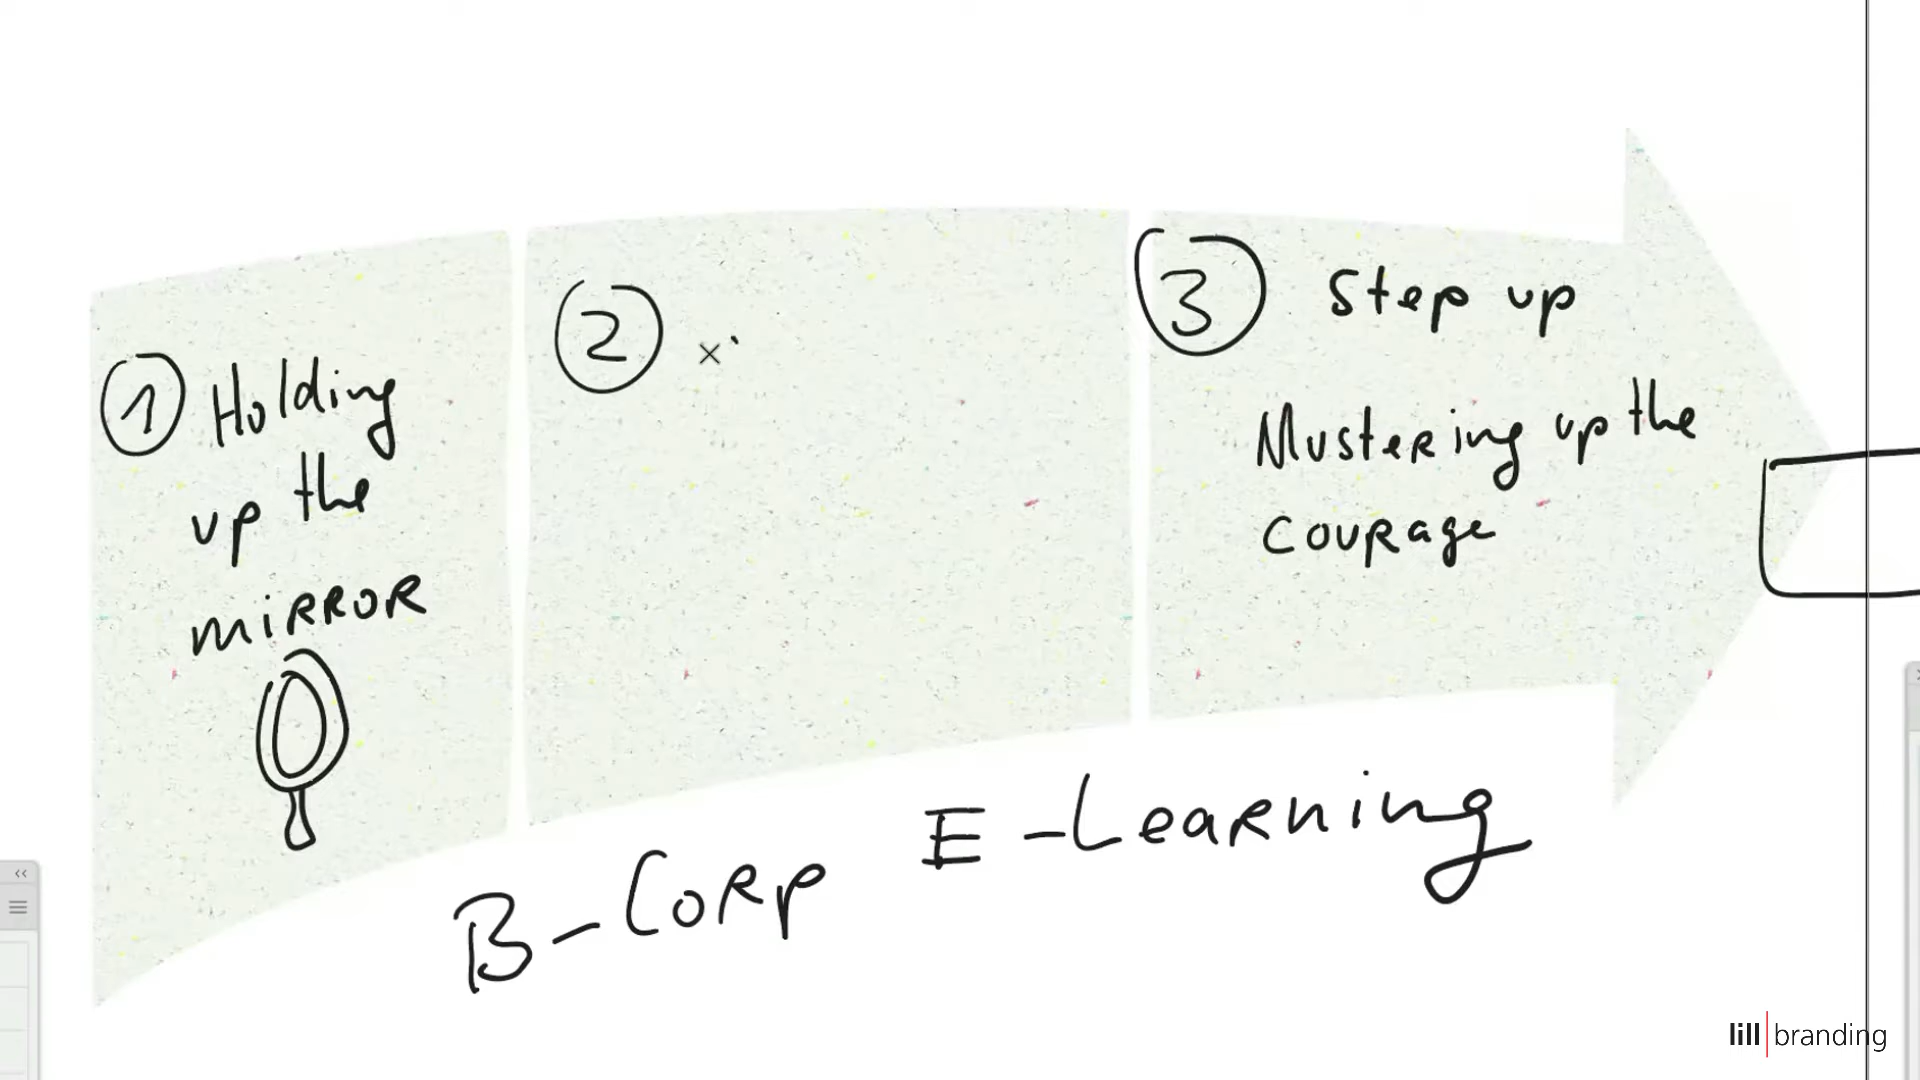 1 Holding
up the
MIRROR
2
3 Step up
Mustering up the
courage
B-Corp E-Learning
lill|branding